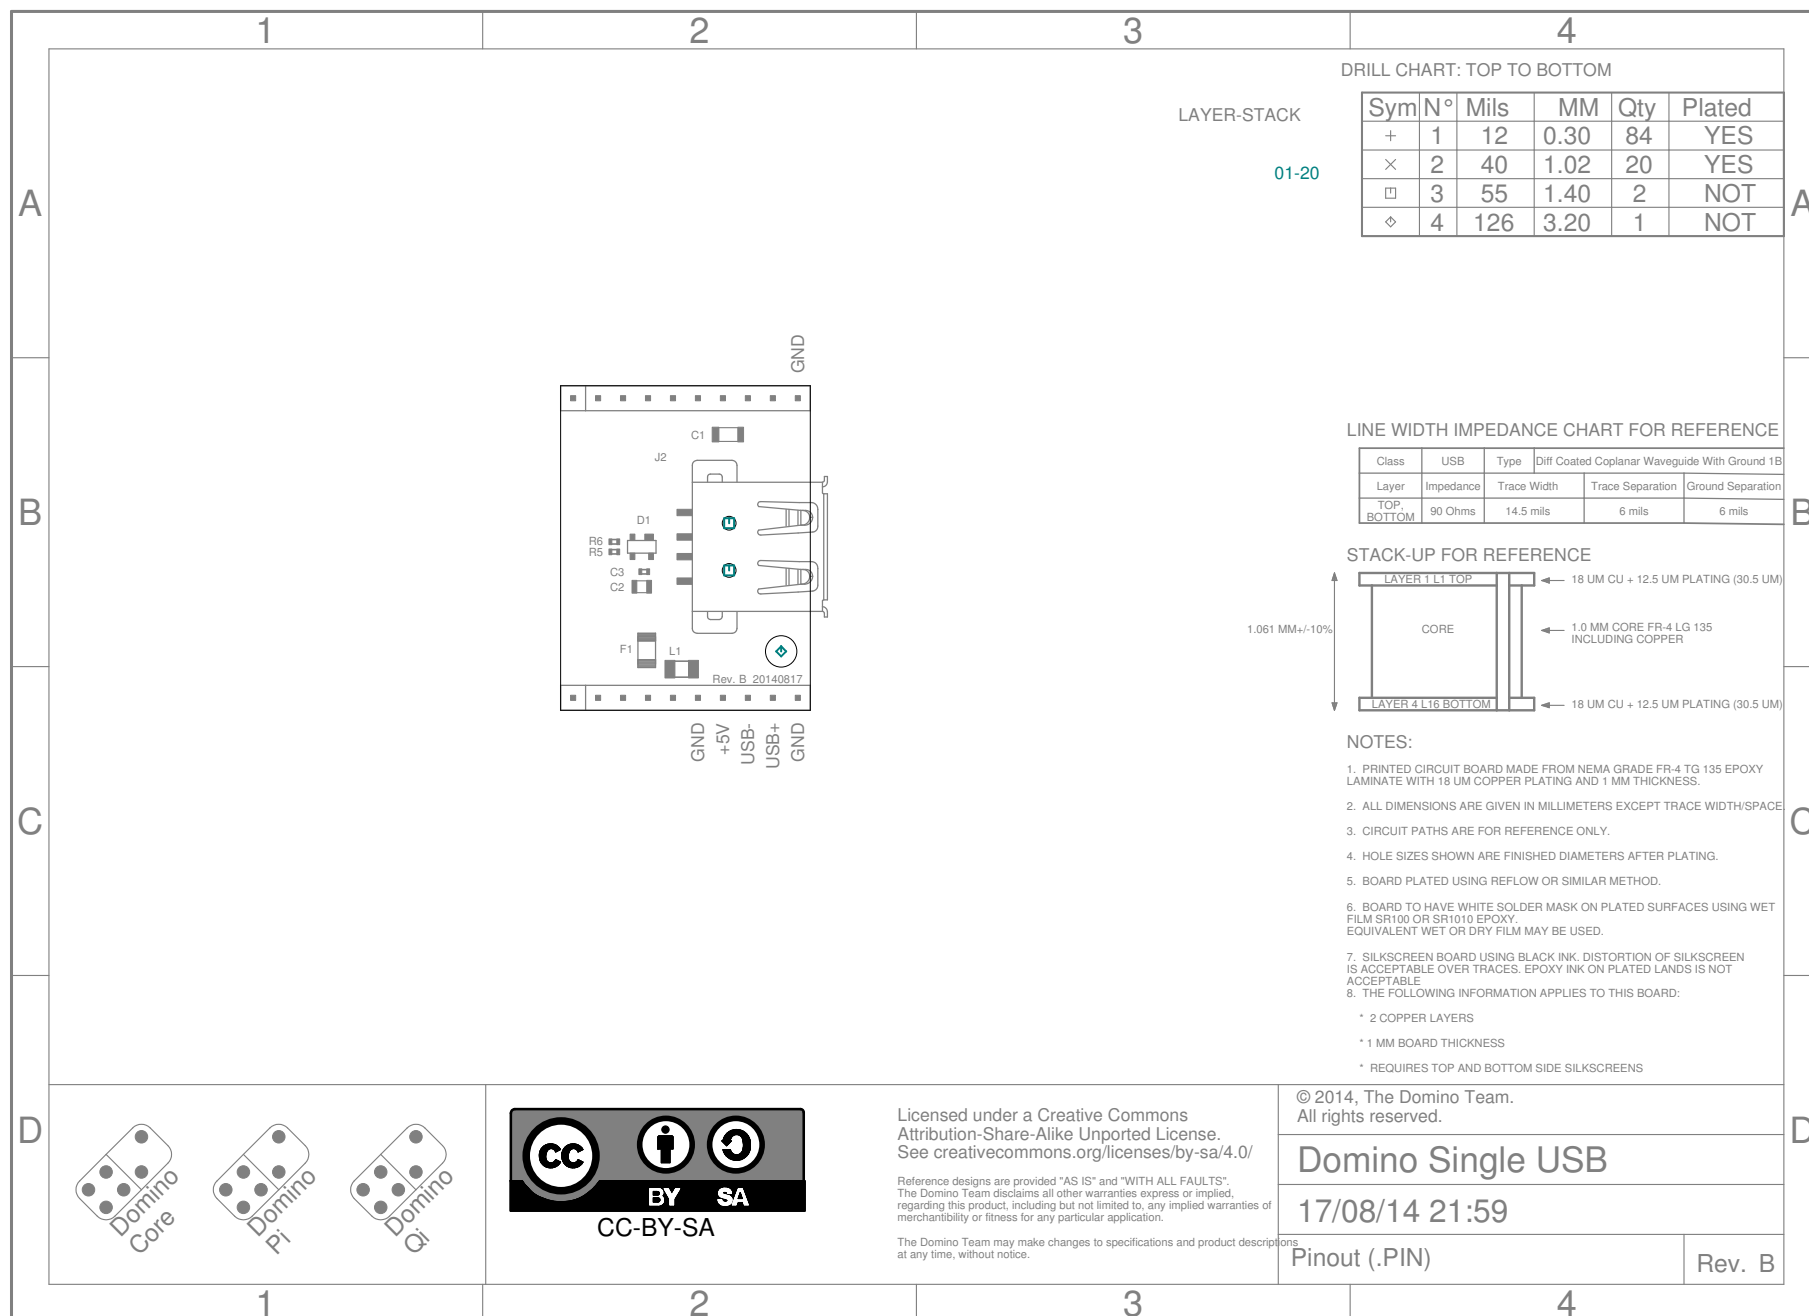 1 2 3 4
DRILL CHART: TOP TO BOTTOM
LAYER-STACK
01-20
Sym N° Mils MM Qty Plated
+ 1 12 0.30 84 YES
× 2 40 1.02 20 YES
3 55 1.40 2 NOT
4 126 3.20 1 NOT
A A
GND
C1
J2
D1
R6
R5
C3
C2
F1
L1
Rev. B 20140817
GND
+5V
USB-
USB+
GND
LINE WIDTH IMPEDANCE CHART FOR REFERENCE
Class USB Type Diff Coated Coplanar Waveguide With Ground 1B
Layer Impedance Trace Width Trace Separation Ground Separation
TOP,
BOTTOM 90 Ohms 14.5 mils 6 mils 6 mils
B B
STACK-UP FOR REFERENCE
LAYER 1 L1 TOP
18 UM CU + 12.5 UM PLATING (30.5 UM)
1.061 MM+/-10%
CORE
1.0 MM CORE FR-4 LG 135
INCLUDING COPPER
LAYER 4 L16 BOTTOM
18 UM CU + 12.5 UM PLATING (30.5 UM)
NOTES:
1. PRINTED CIRCUIT BOARD MADE FROM NEMA GRADE FR-4 TG 135 EPOXY
LAMINATE WITH 18 UM COPPER PLATING AND 1 MM THICKNESS.
2. ALL DIMENSIONS ARE GIVEN IN MILLIMETERS EXCEPT TRACE WIDTH/SPACE.
C C
3. CIRCUIT PATHS ARE FOR REFERENCE ONLY.
4. HOLE SIZES SHOWN ARE FINISHED DIAMETERS AFTER PLATING.
5. BOARD PLATED USING REFLOW OR SIMILAR METHOD.
6. BOARD TO HAVE WHITE SOLDER MASK ON PLATED SURFACES USING WET
FILM SR100 OR SR1010 EPOXY.
EQUIVALENT WET OR DRY FILM MAY BE USED.
7. SILKSCREEN BOARD USING BLACK INK. DISTORTION OF SILKSCREEN
IS ACCEPTABLE OVER TRACES. EPOXY INK ON PLATED LANDS IS NOT
ACCEPTABLE
8. THE FOLLOWING INFORMATION APPLIES TO THIS BOARD:
* 2 COPPER LAYERS
* 1 MM BOARD THICKNESS
* REQUIRES TOP AND BOTTOM SIDE SILKSCREENS
D D
Domino
Core
Domino
Pi
Domino
Qi
CC
BY SA
CC-BY-SA
Licensed under a Creative Commons
Attribution-Share-Alike Unported License.
See creativecommons.org/licenses/by-sa/4.0/
Reference designs are provided "AS IS" and "WITH ALL FAULTS".
The Domino Team disclaims all other warranties express or implied,
regarding this product, including but not limited to, any implied warranties of
merchantibility or fitness for any particular application.
The Domino Team may make changes to specifications and product descriptions
at any time, without notice.
© 2014, The Domino Team.
All rights reserved.
Domino Single USB
17/08/14 21:59
Pinout (.PIN)
Rev. B
1 2 3 4